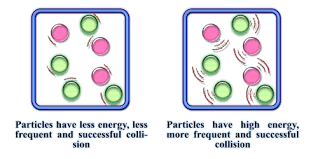 Particles have less energy, less
frequent and successful colli-
sion
Particles have high energy,
more frequent and successful
collision